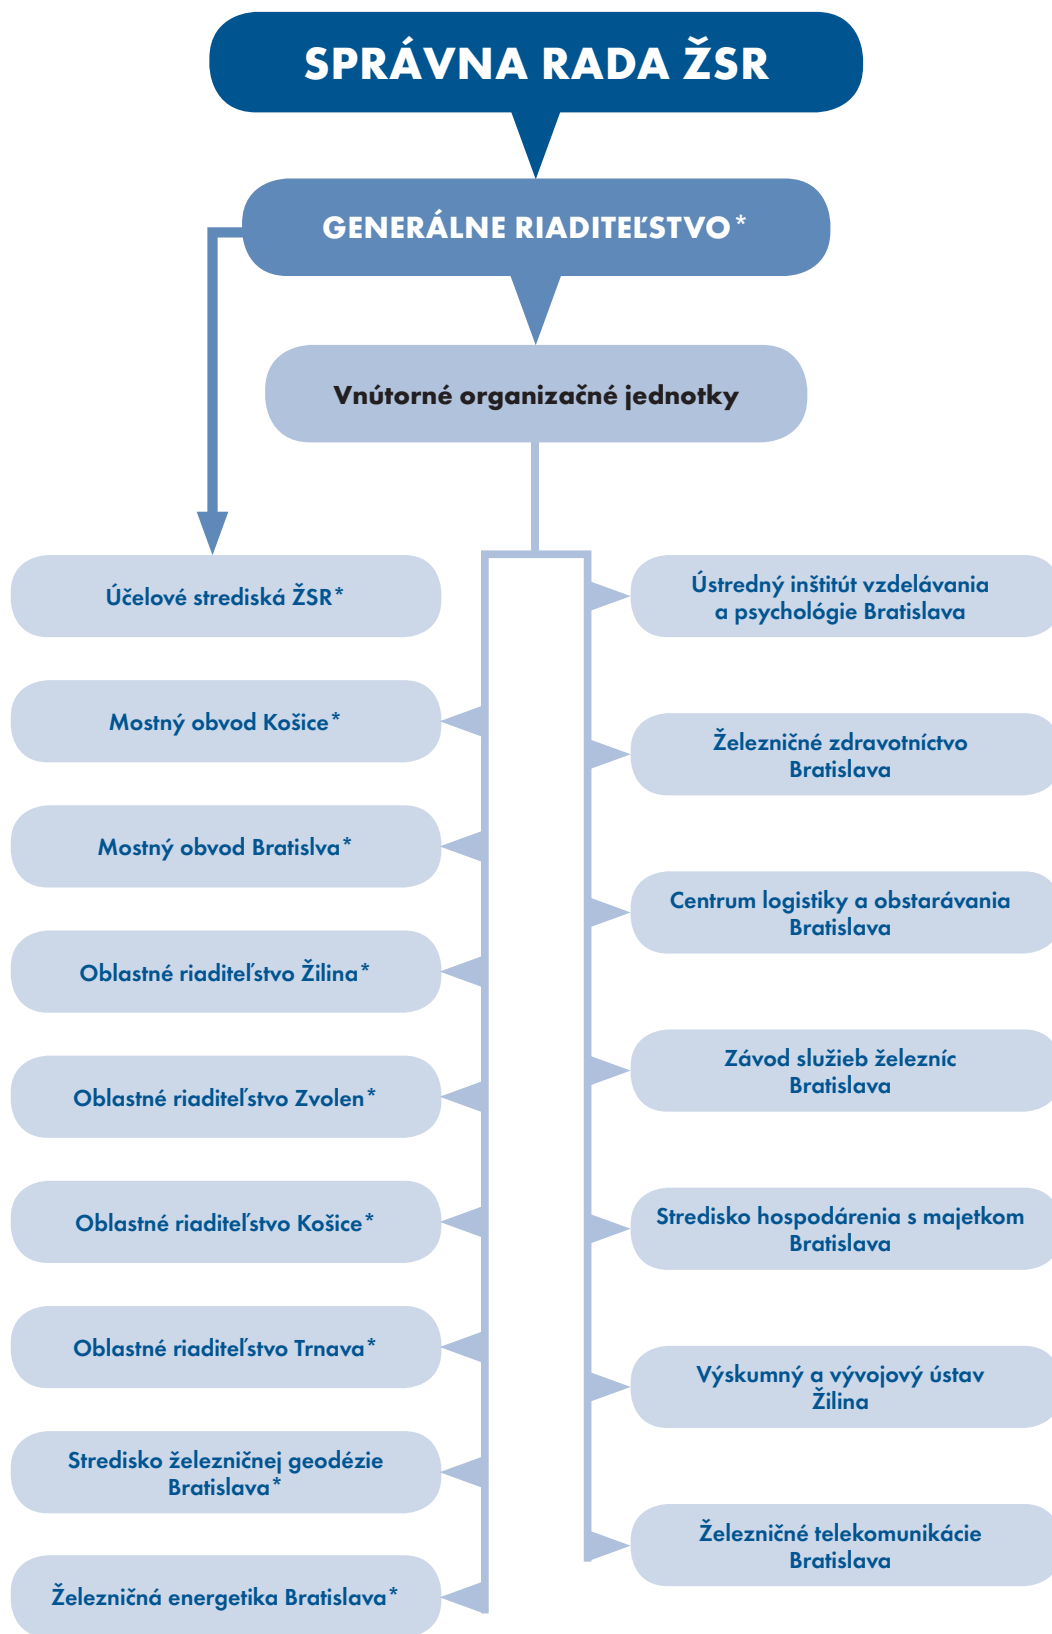 SPRÁVNA RADA ŽSR
GENERÁLNE RIADITEĽSTVO*
Vnútorné organizačné jednotky
Účelové strediská ŽSR*
Mostný obvod Košice*
Mostný obvod Bratislva*
Oblastné riaditeľstvo Žilina*
Oblastné riaditeľstvo Zvolen*
Oblastné riaditeľstvo Košice*
Oblastné riaditeľstvo Trnava*
Stredisko železničnej geodézie
Bratislava*
Železničná energetika Bratislava*
Ústredný inštitút vzdelávania
a psychológie Bratislava
Železničné zdravotníctvo
Bratislava
Centrum logistiky a obstarávania
Bratislava
Závod služieb železníc
Bratislava
Stredisko hospodárenia s majetkom
Bratislava
Výskumný a vývojový ústav
Žilina
Železničné telekomunikácie
Bratislava